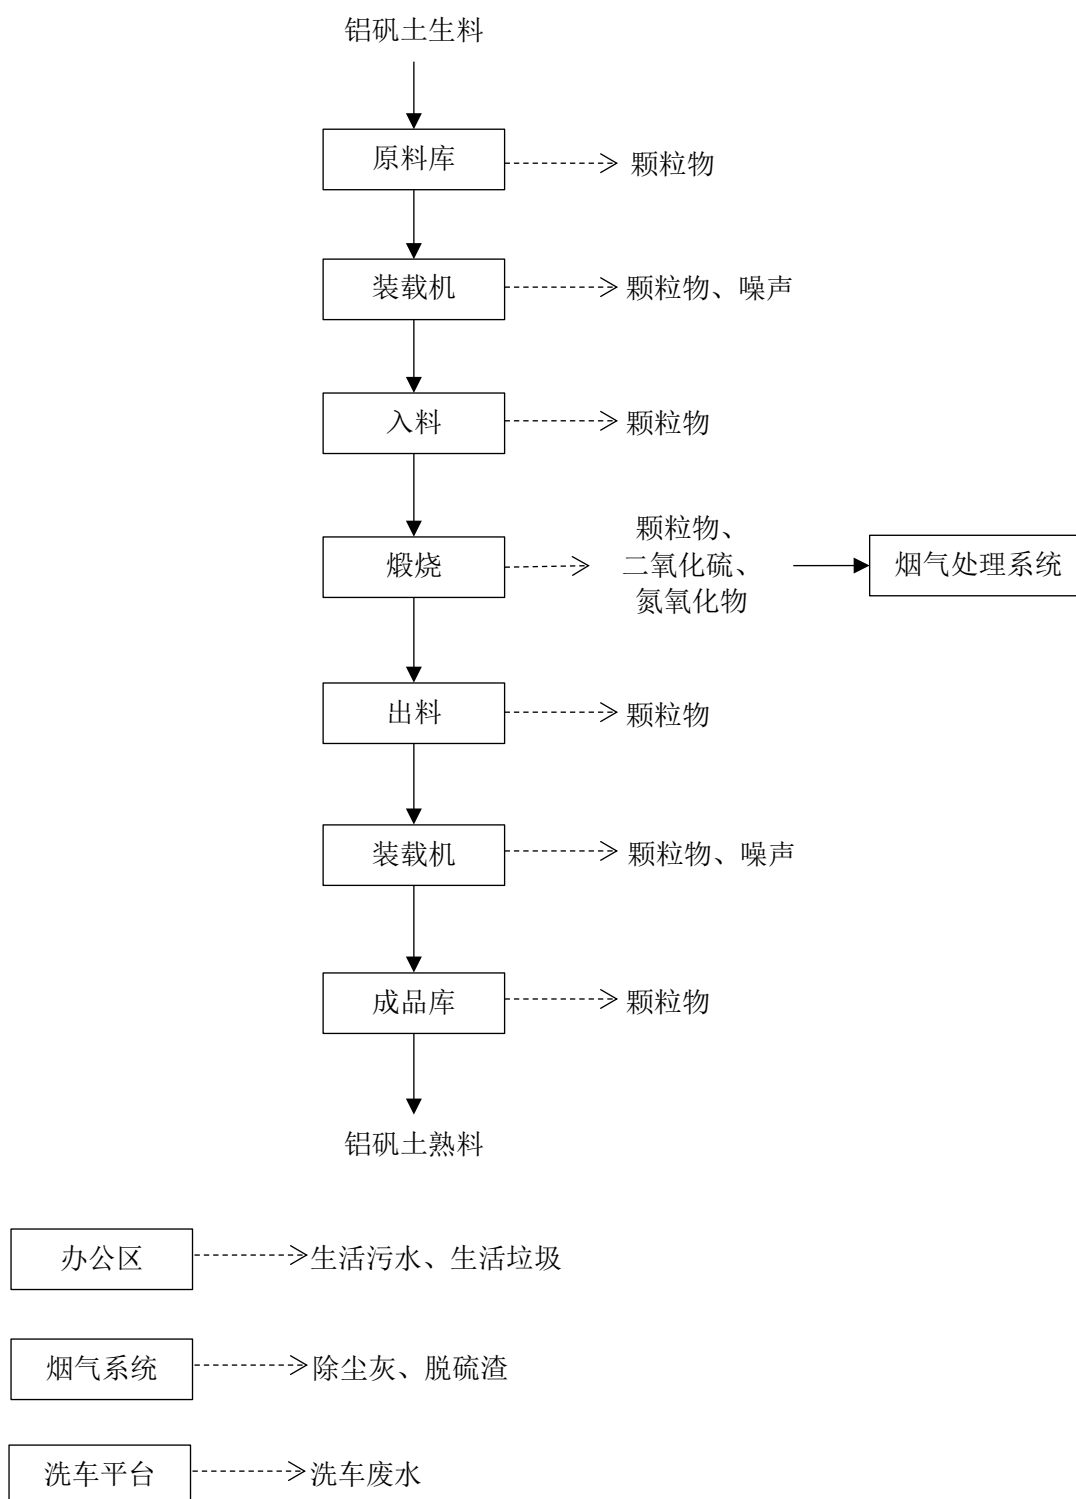 铝矾土生料
原料库
颗粒物
装载机
颗粒物、噪声
入料
颗粒物
煅烧
颗粒物、
二氧化硫、
氮氧化物
烟气处理系统
出料
颗粒物
装载机
颗粒物、噪声
成品库
颗粒物
铝矾土熟料
办公区
生活污水、生活垃圾
烟气系统
除尘灰、脱硫渣
洗车平台
洗车废水